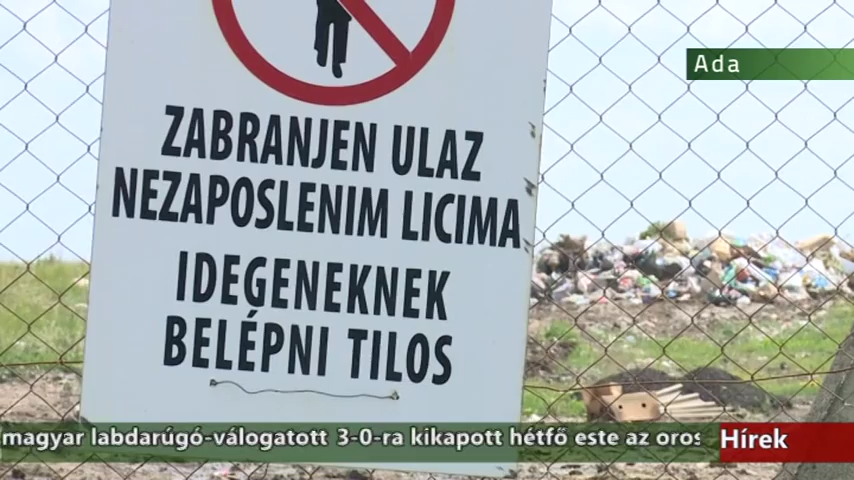 Ada
ZABRANJEN ULAZ
NEZAPOSLENIM LICIMA
IDEGENEKNEK
BELÉPNI TILOS
magyar labdarúgó-válogatott 3-0-ra kikapott hétfő este az oros
Hírek